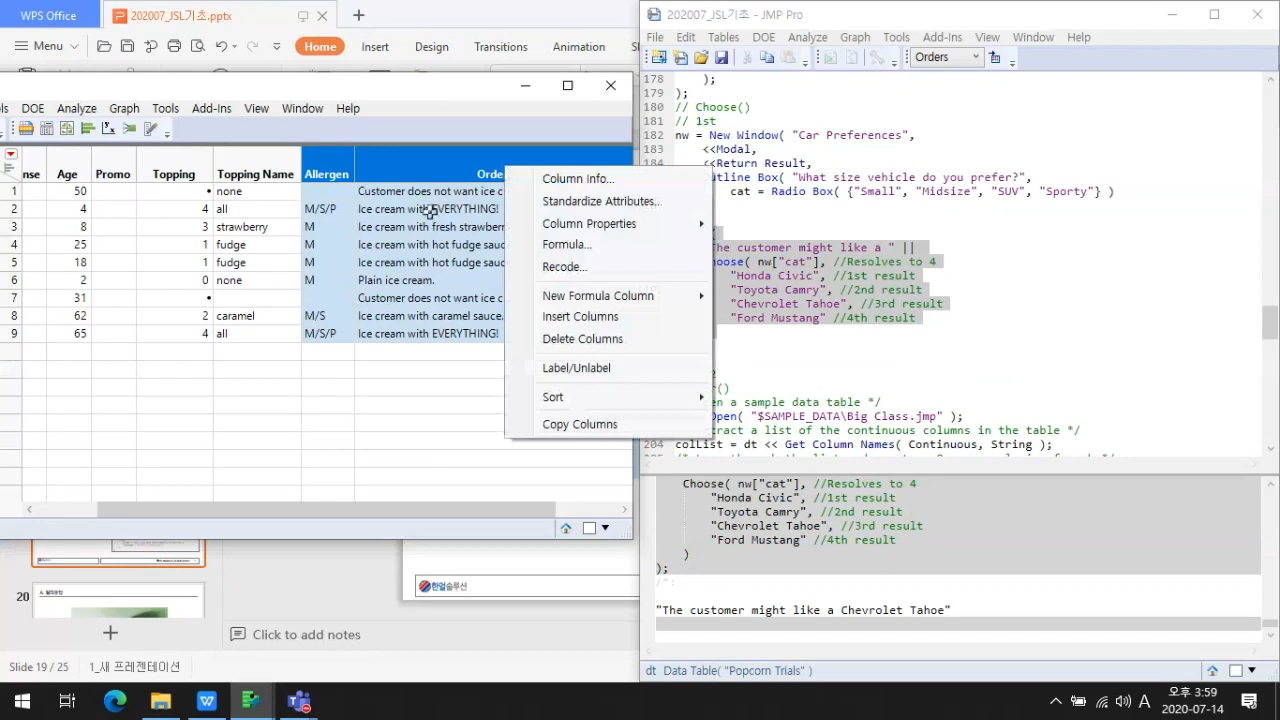 WPS Office
202007_JSL기초.pptx
Menu
Home
Insert
Design
Transitions
Animation
DOE
Analyze
Graph
Tools
Add-Ins
View
Window
Help
nse Age Promo Topping Topping Name Allergen
1 50 • none Customer does not want ice c
2 4 4 all M/S/P Ice cream with EVERYTHING!
3 8 3 strawberry M Ice cream with fresh strawberr
4 25 1 fudge M Ice cream with hot fudge sauc
5 18 1 fudge M Ice cream with hot fudge sauc
6 2 0 none M Plain ice cream.
7 31 • Customer does not want ice c
8 62 2 caramel M/S Ice cream with caramel sauce.
9 65 4 all M/S/P Ice cream with EVERYTHING!
Column Info...
Standardize Attributes...
Column Properties
Formula...
Recode...
New Formula Column
Insert Columns
Delete Columns
Label/Unlabel
Sort
Copy Columns
20
한얼솔루션
Click to add notes
Slide 19 / 25
1_새 프레젠테이션
202007_JSL기초 - JMP Pro
File Edit Tables DOE Analyze Graph Tools Add-Ins View Window Help
Orders
178 );
179 );
180 // Choose()
181 // 1st
182 nw = New Window( "Car Preferences",
183 <<Modal,
184 <<Return Result,
utline Box( "What size vehicle do you prefer?",
cat = Radio Box( {"Small", "Midsize", "SUV", "Sporty"} )
he customer might like a " ||
oose( nw["cat"], //Resolves to 4
"Honda Civic", //1st result
"Toyota Camry", //2nd result
"Chevrolet Tahoe", //3rd result
"Ford Mustang" //4th result
r()
en a sample data table */
Open( "$SAMPLE_DATA\Big Class.jmp" );
tract a list of the continuous columns in the table */
204 colList = dt << Get Column Names( Continuous, String );
Choose( nw["cat"], //Resolves to 4
"Honda Civic", //1st result
"Toyota Camry", //2nd result
"Chevrolet Tahoe", //3rd result
"Ford Mustang" //4th result
)
);
/*:
"The customer might like a Chevrolet Tahoe"
dt Data Table( "Popcorn Trials" )
A
오후 3:59
2020-07-14